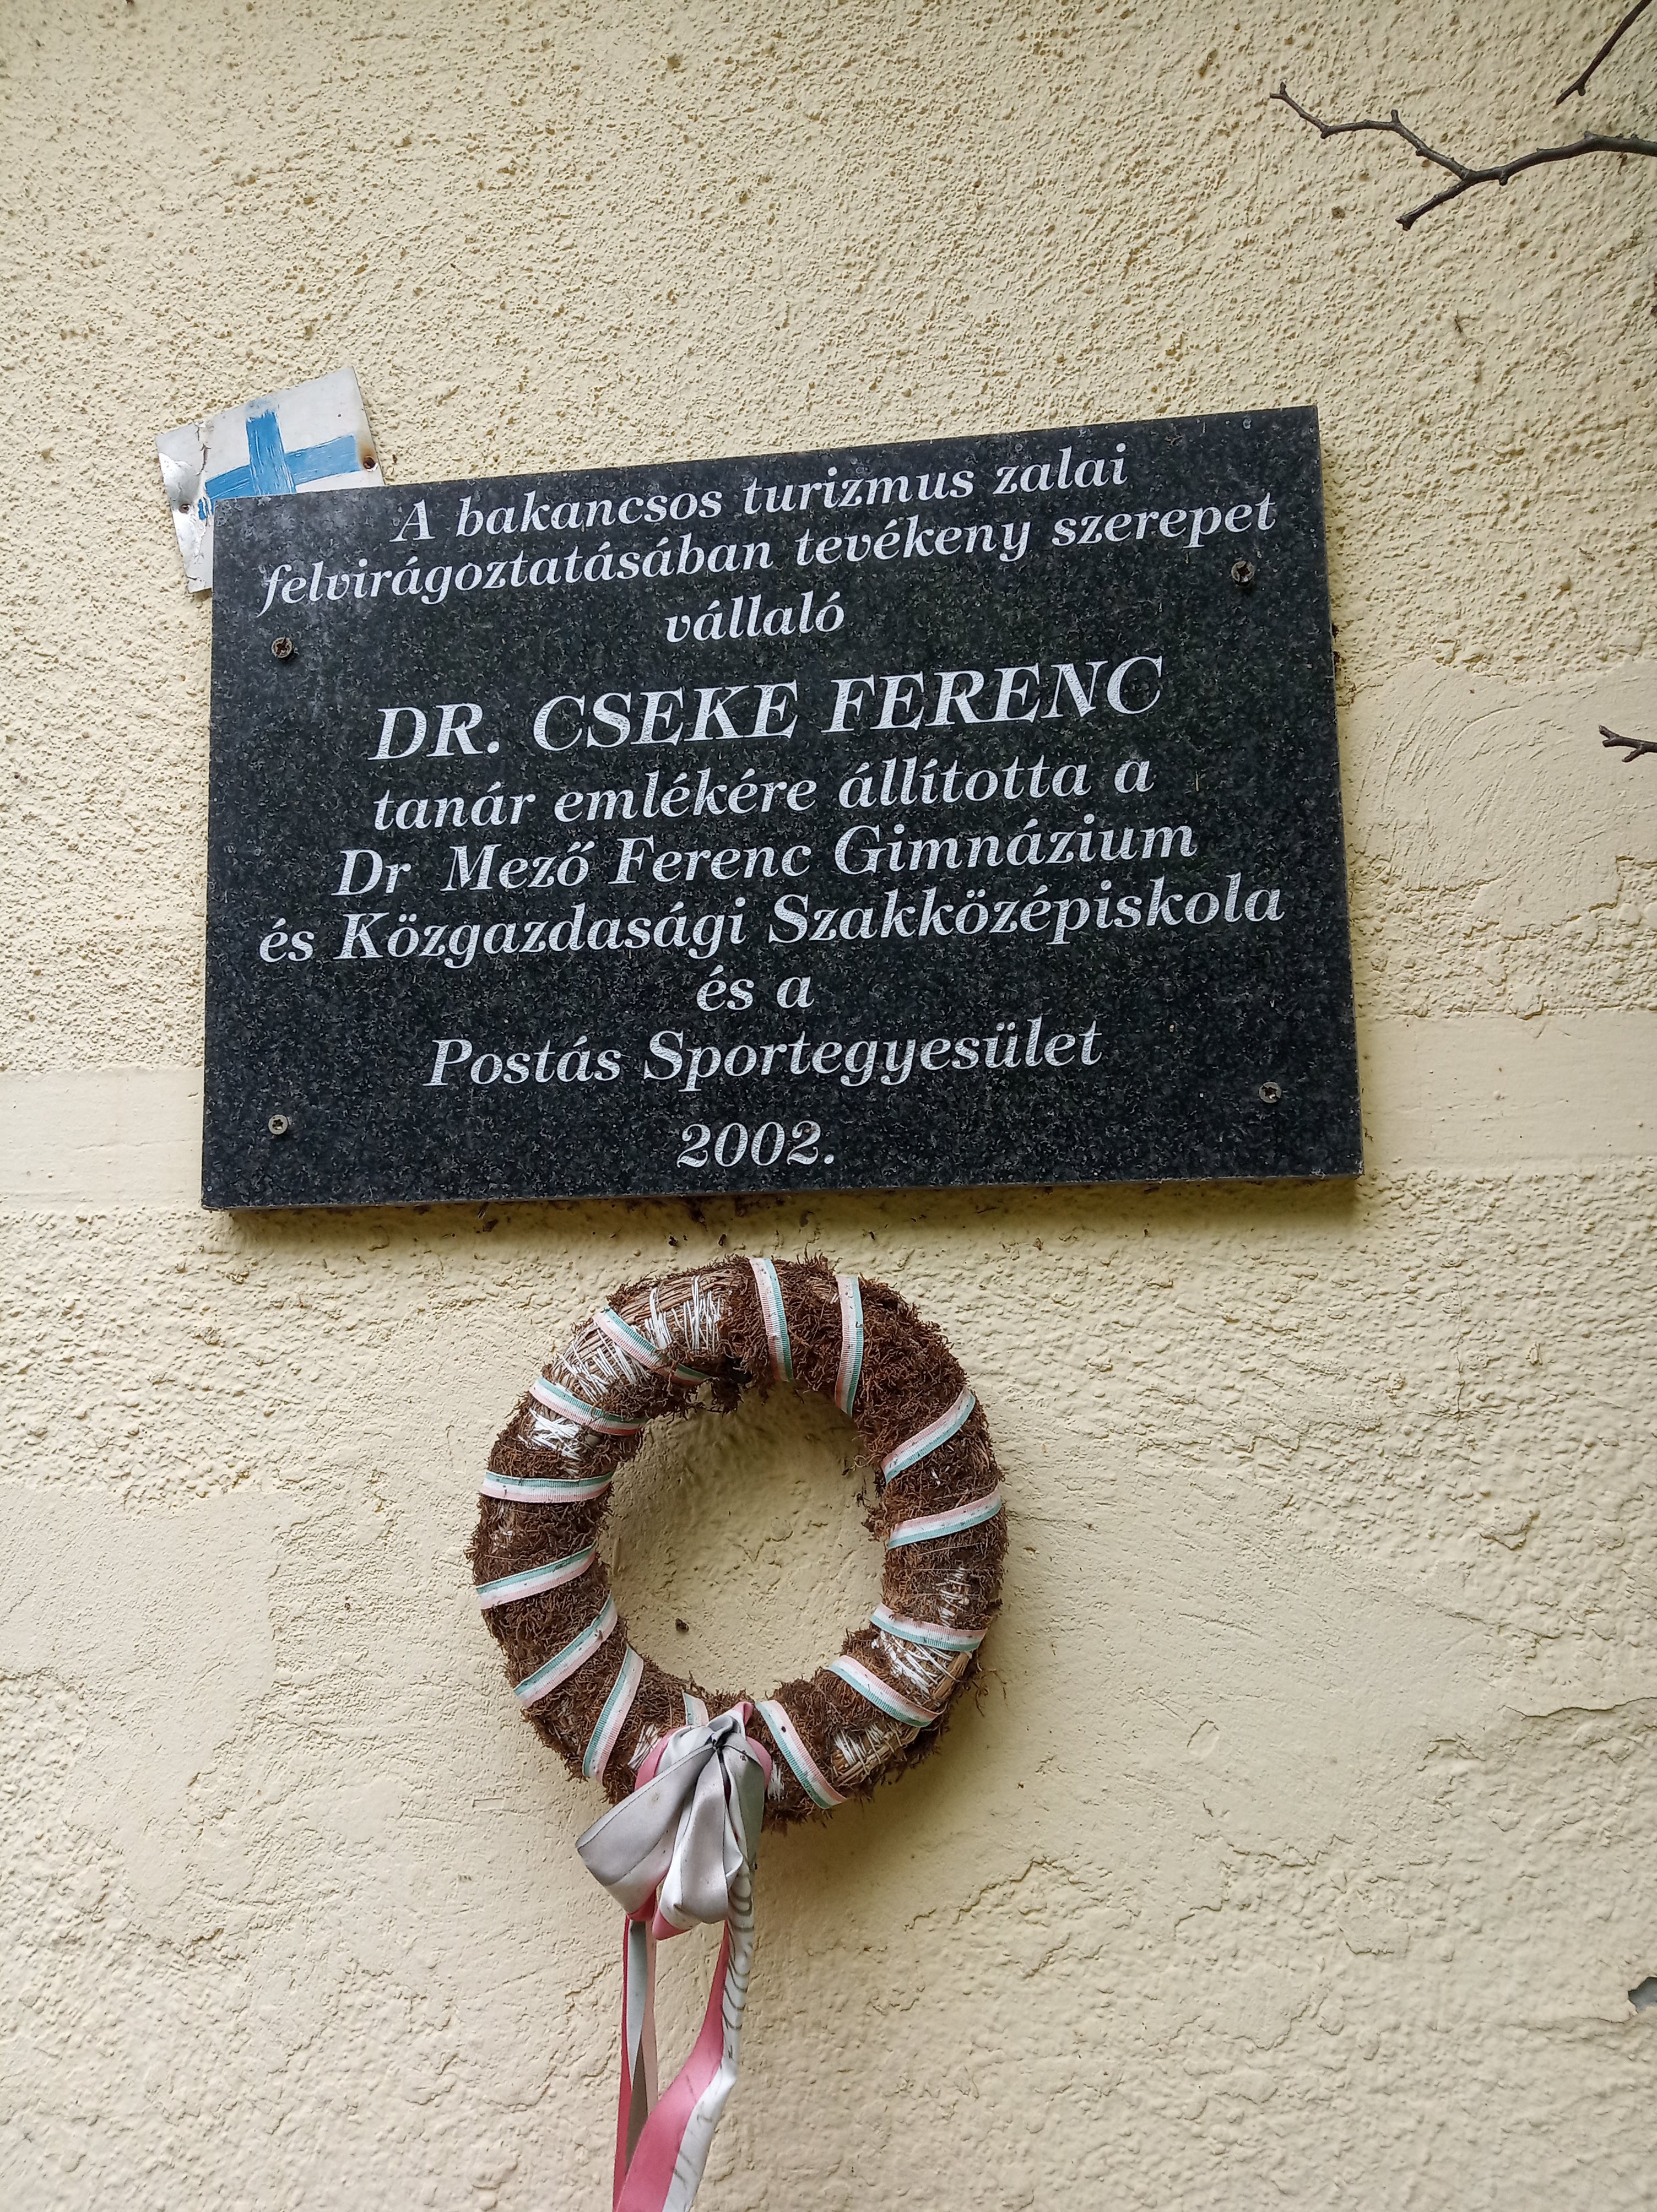 A bakancsos turizmus zalai
felvirágoztatásában tevékeny szerepet
vállaló
DR. CSEKE FERENC
tanár emlékére állította a
Dr Mező Ferenc Gimnázium
és Közgazdasági Szakközépiskola
és a
Postás Sportegyesület
2002.